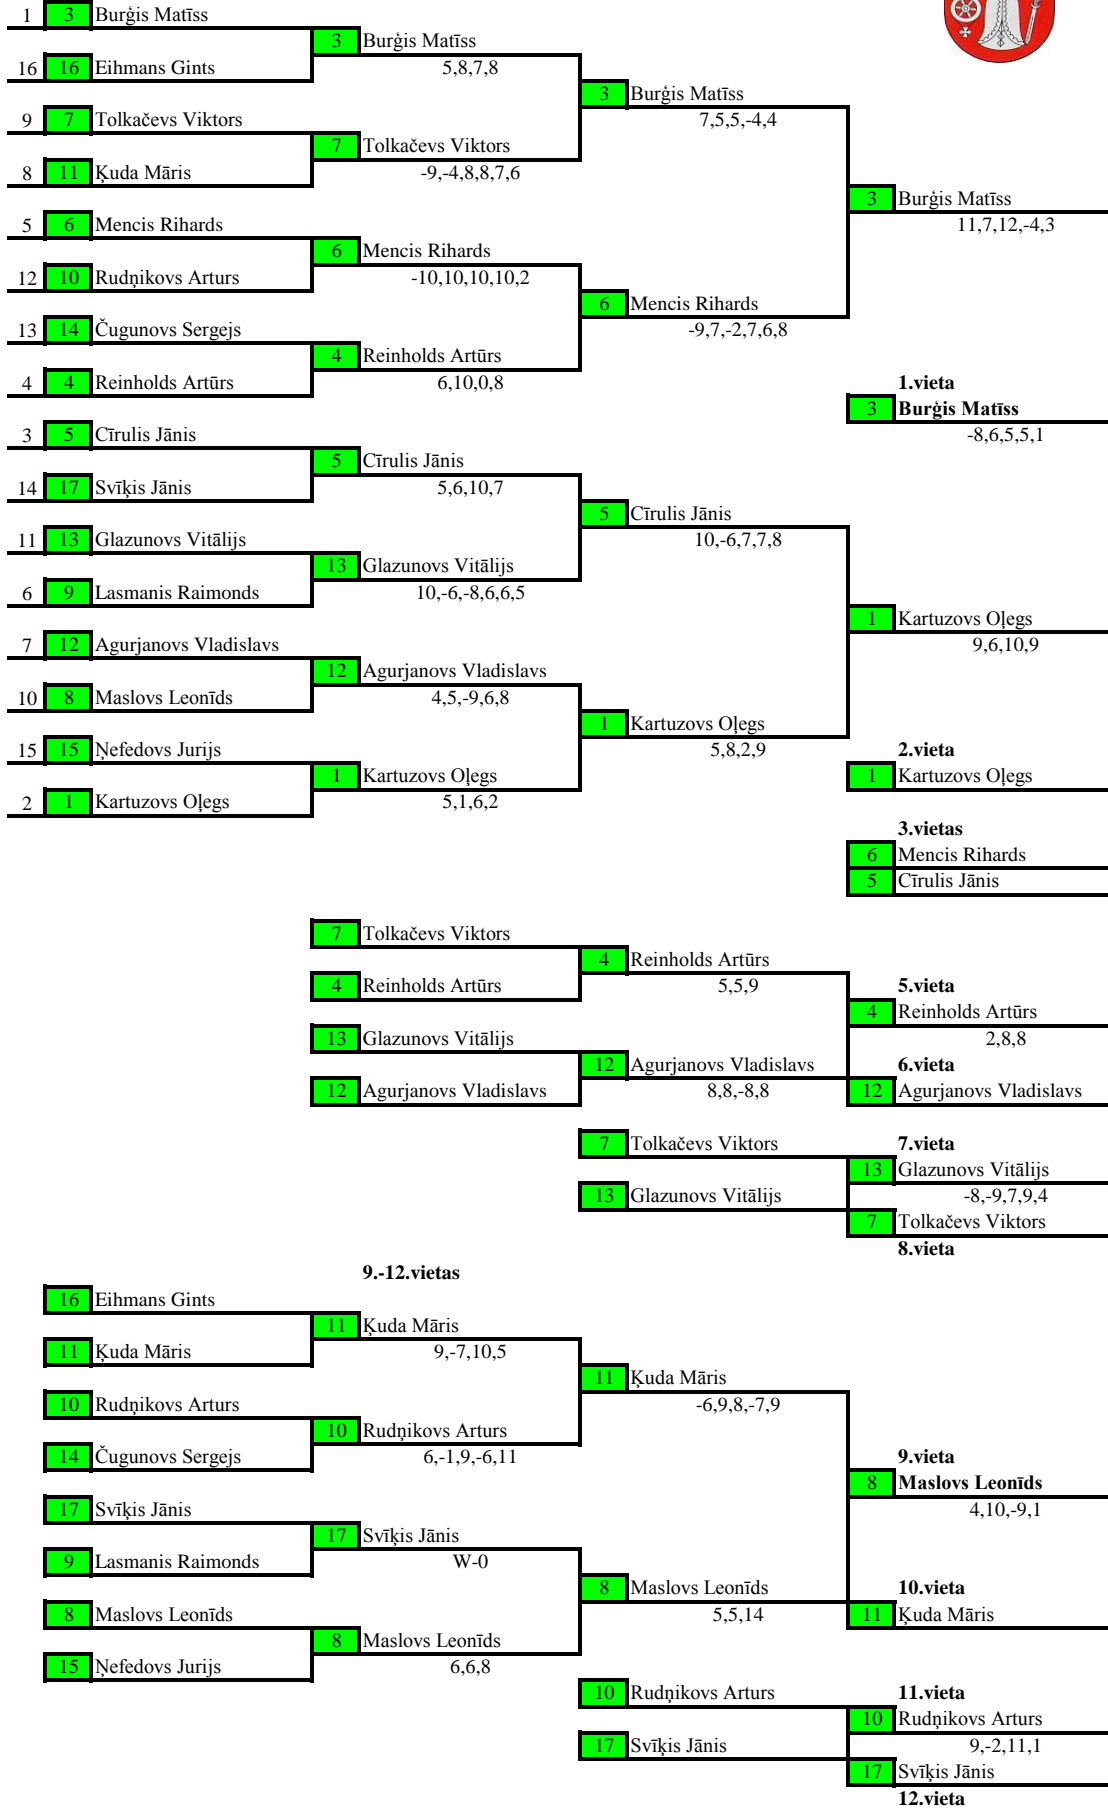 1 3 Burģis Matīss
3 Burģis Matīss
16 16 Eihmans Gints 5,8,7,8
3 Burģis Matīss
9 7 Tolkačevs Viktors 7,5,5,-4,4
7 Tolkačevs Viktors
8 11 Ķuda Māris -9,-4,8,8,7,6
3 Burģis Matīss
5 6 Mencis Rihards 11,7,12,-4,3
6 Mencis Rihards
12 10 Rudņikovs Arturs -10,10,10,10,2
6 Mencis Rihards
13 14 Čugunovs Sergejs -9,7,-2,7,6,8
4 Reinholds Artūrs
4 4 Reinholds Artūrs 6,10,0,8 1.vieta
3 Burģis Matīss
3 5 Cīrulis Jānis -8,6,5,5,1
5 Cīrulis Jānis
14 17 Svīķis Jānis 5,6,10,7
5 Cīrulis Jānis
11 13 Glazunovs Vitālijs 10,-6,7,7,8
13 Glazunovs Vitālijs
6 9 Lasmanis Raimonds 10,-6,-8,6,6,5
1 Kartuzovs Oļegs
7 12 Agurjanovs Vladislavs 9,6,10,9
12 Agurjanovs Vladislavs
10 8 Maslovs Leonīds 4,5,-9,6,8
1 Kartuzovs Oļegs
15 15 Ņefedovs Jurijs 5,8,2,9 2.vieta
1 Kartuzovs Oļegs 1 Kartuzovs Oļegs
2 1 Kartuzovs Oļegs 5,1,6,2
3.vietas
6 Mencis Rihards
5 Cīrulis Jānis
7 Tolkačevs Viktors
4 Reinholds Artūrs
4 Reinholds Artūrs 5,5,9 5.vieta
4 Reinholds Artūrs
13 Glazunovs Vitālijs 2,8,8
12 Agurjanovs Vladislavs 6.vieta
12 Agurjanovs Vladislavs 8,8,-8,8 12 Agurjanovs Vladislavs
7 Tolkačevs Viktors 7.vieta
13 Glazunovs Vitālijs
13 Glazunovs Vitālijs -8,-9,7,9,4
7 Tolkačevs Viktors
8.vieta
9.-12.vietas
16 Eihmans Gints
11 Ķuda Māris
11 Ķuda Māris 9,-7,10,5
11 Ķuda Māris
10 Rudņikovs Arturs -6,9,8,-7,9
10 Rudņikovs Arturs
14 Čugunovs Sergejs 6,-1,9,-6,11 9.vieta
8 Maslovs Leonīds
17 Svīķis Jānis 4,10,-9,1
17 Svīķis Jānis
9 Lasmanis Raimonds W-0
8 Maslovs Leonīds 10.vieta
8 Maslovs Leonīds 5,5,14 11 Ķuda Māris
8 Maslovs Leonīds
15 Ņefedovs Jurijs 6,6,8
10 Rudņikovs Arturs 11.vieta
10 Rudņikovs Arturs
17 Svīķis Jānis 9,-2,11,1
17 Svīķis Jānis
12.vieta